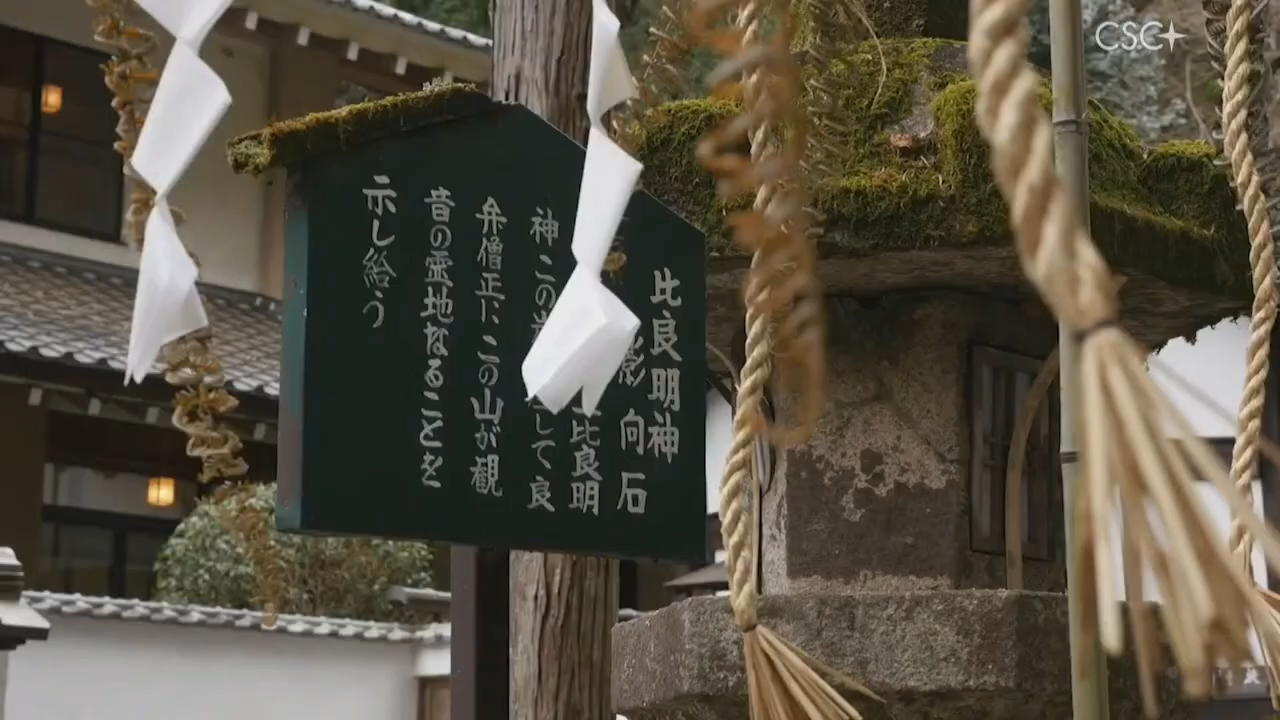 比良明神
影向石
比良明
神この して良
弁僧正にこの山が観
昔の霊地なることを
示し給う
CSC